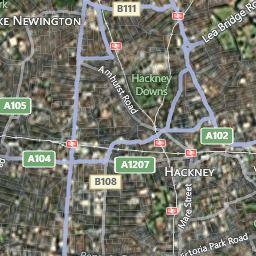 B111
KE NEWINGTON
Lea Bridge Ro
Amhurst Road
Hackney
Downs
A105
A102
A104
A1207
HACKNEY
B108
Mare Street
ictoria Park Road